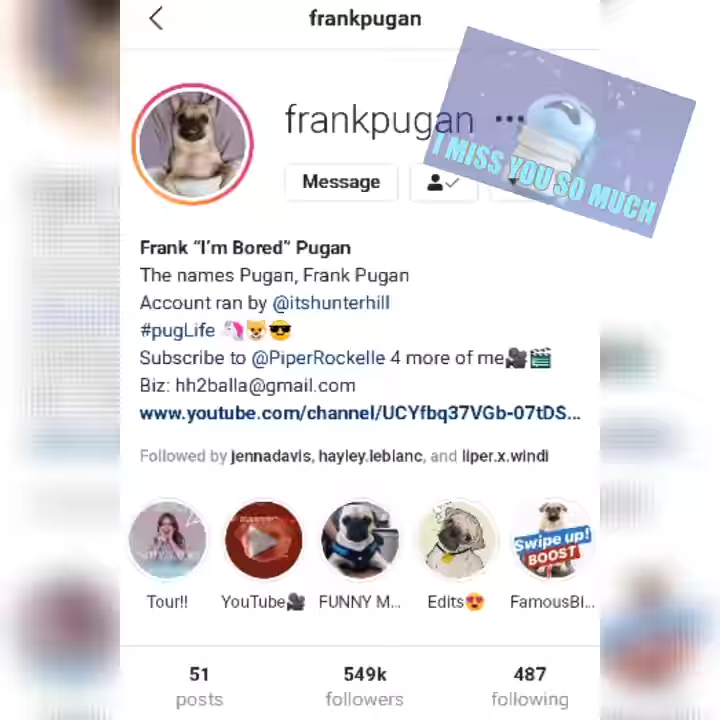 frankpugan
frankpugan
I MISS YOU SO MUCH
Message
Frank “I’m Bored” Pugan
The names Pugan, Frank Pugan
Account ran by @itshunterhill
#pugLife 🦄😺😎
Subscribe to @PiperRockelle 4 more of me🎥🎬
Biz: hh2balla@gmail.com
www.youtube.com/channel/UCYfbq37VGb-07tDS...
Followed by jennadavis, hayley.leblanc, and liper.x.windi
Swipe up!
BOOST
Tour!! YouTube🎥 FUNNY M... Edits😍 FamousBi...
51 549k 487
posts followers following